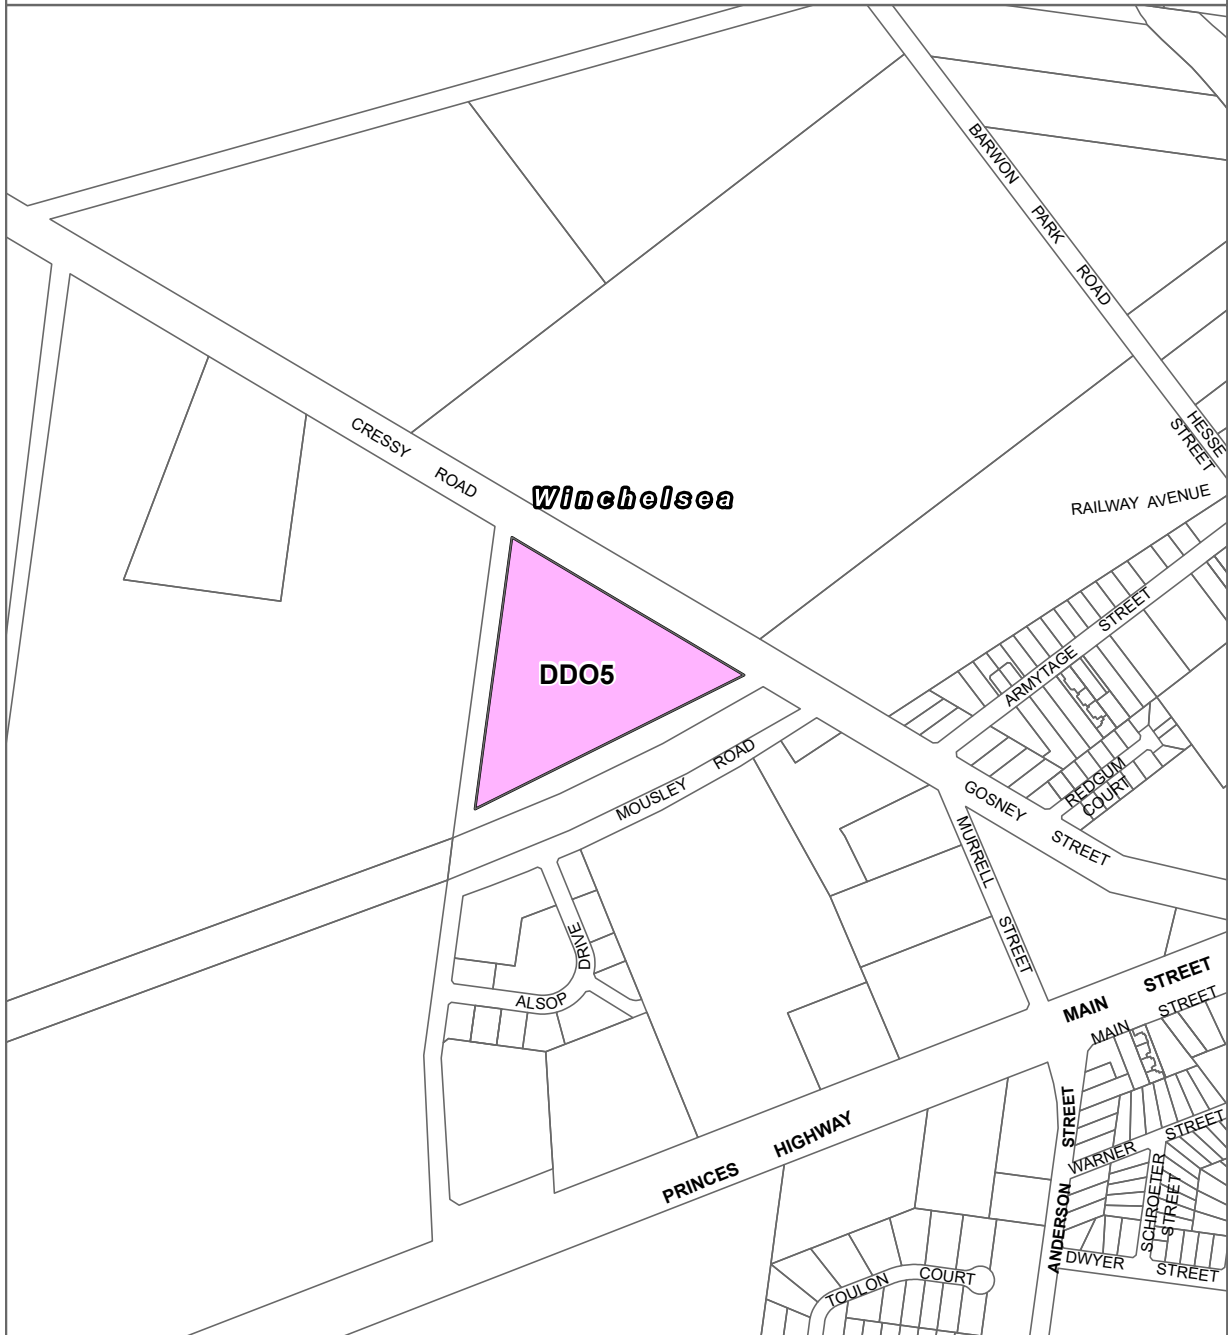 BARWON PARK ROAD
HESSE STREET
CRESSY ROAD
Winchelsea
RAILWAY AVENUE
ARMYTAGE STREET
DDO5
MOUSLEY ROAD
REDGUM
COURT
GOSNEY STREET
MURRELL STREET
ALSOP DRIVE
MAIN STREET
MAIN STREET
PRINCES HIGHWAY
ANDERSON STREET
WARNER STREET
SCHROETER
STREET
DWYER STREET
TOULON COURT